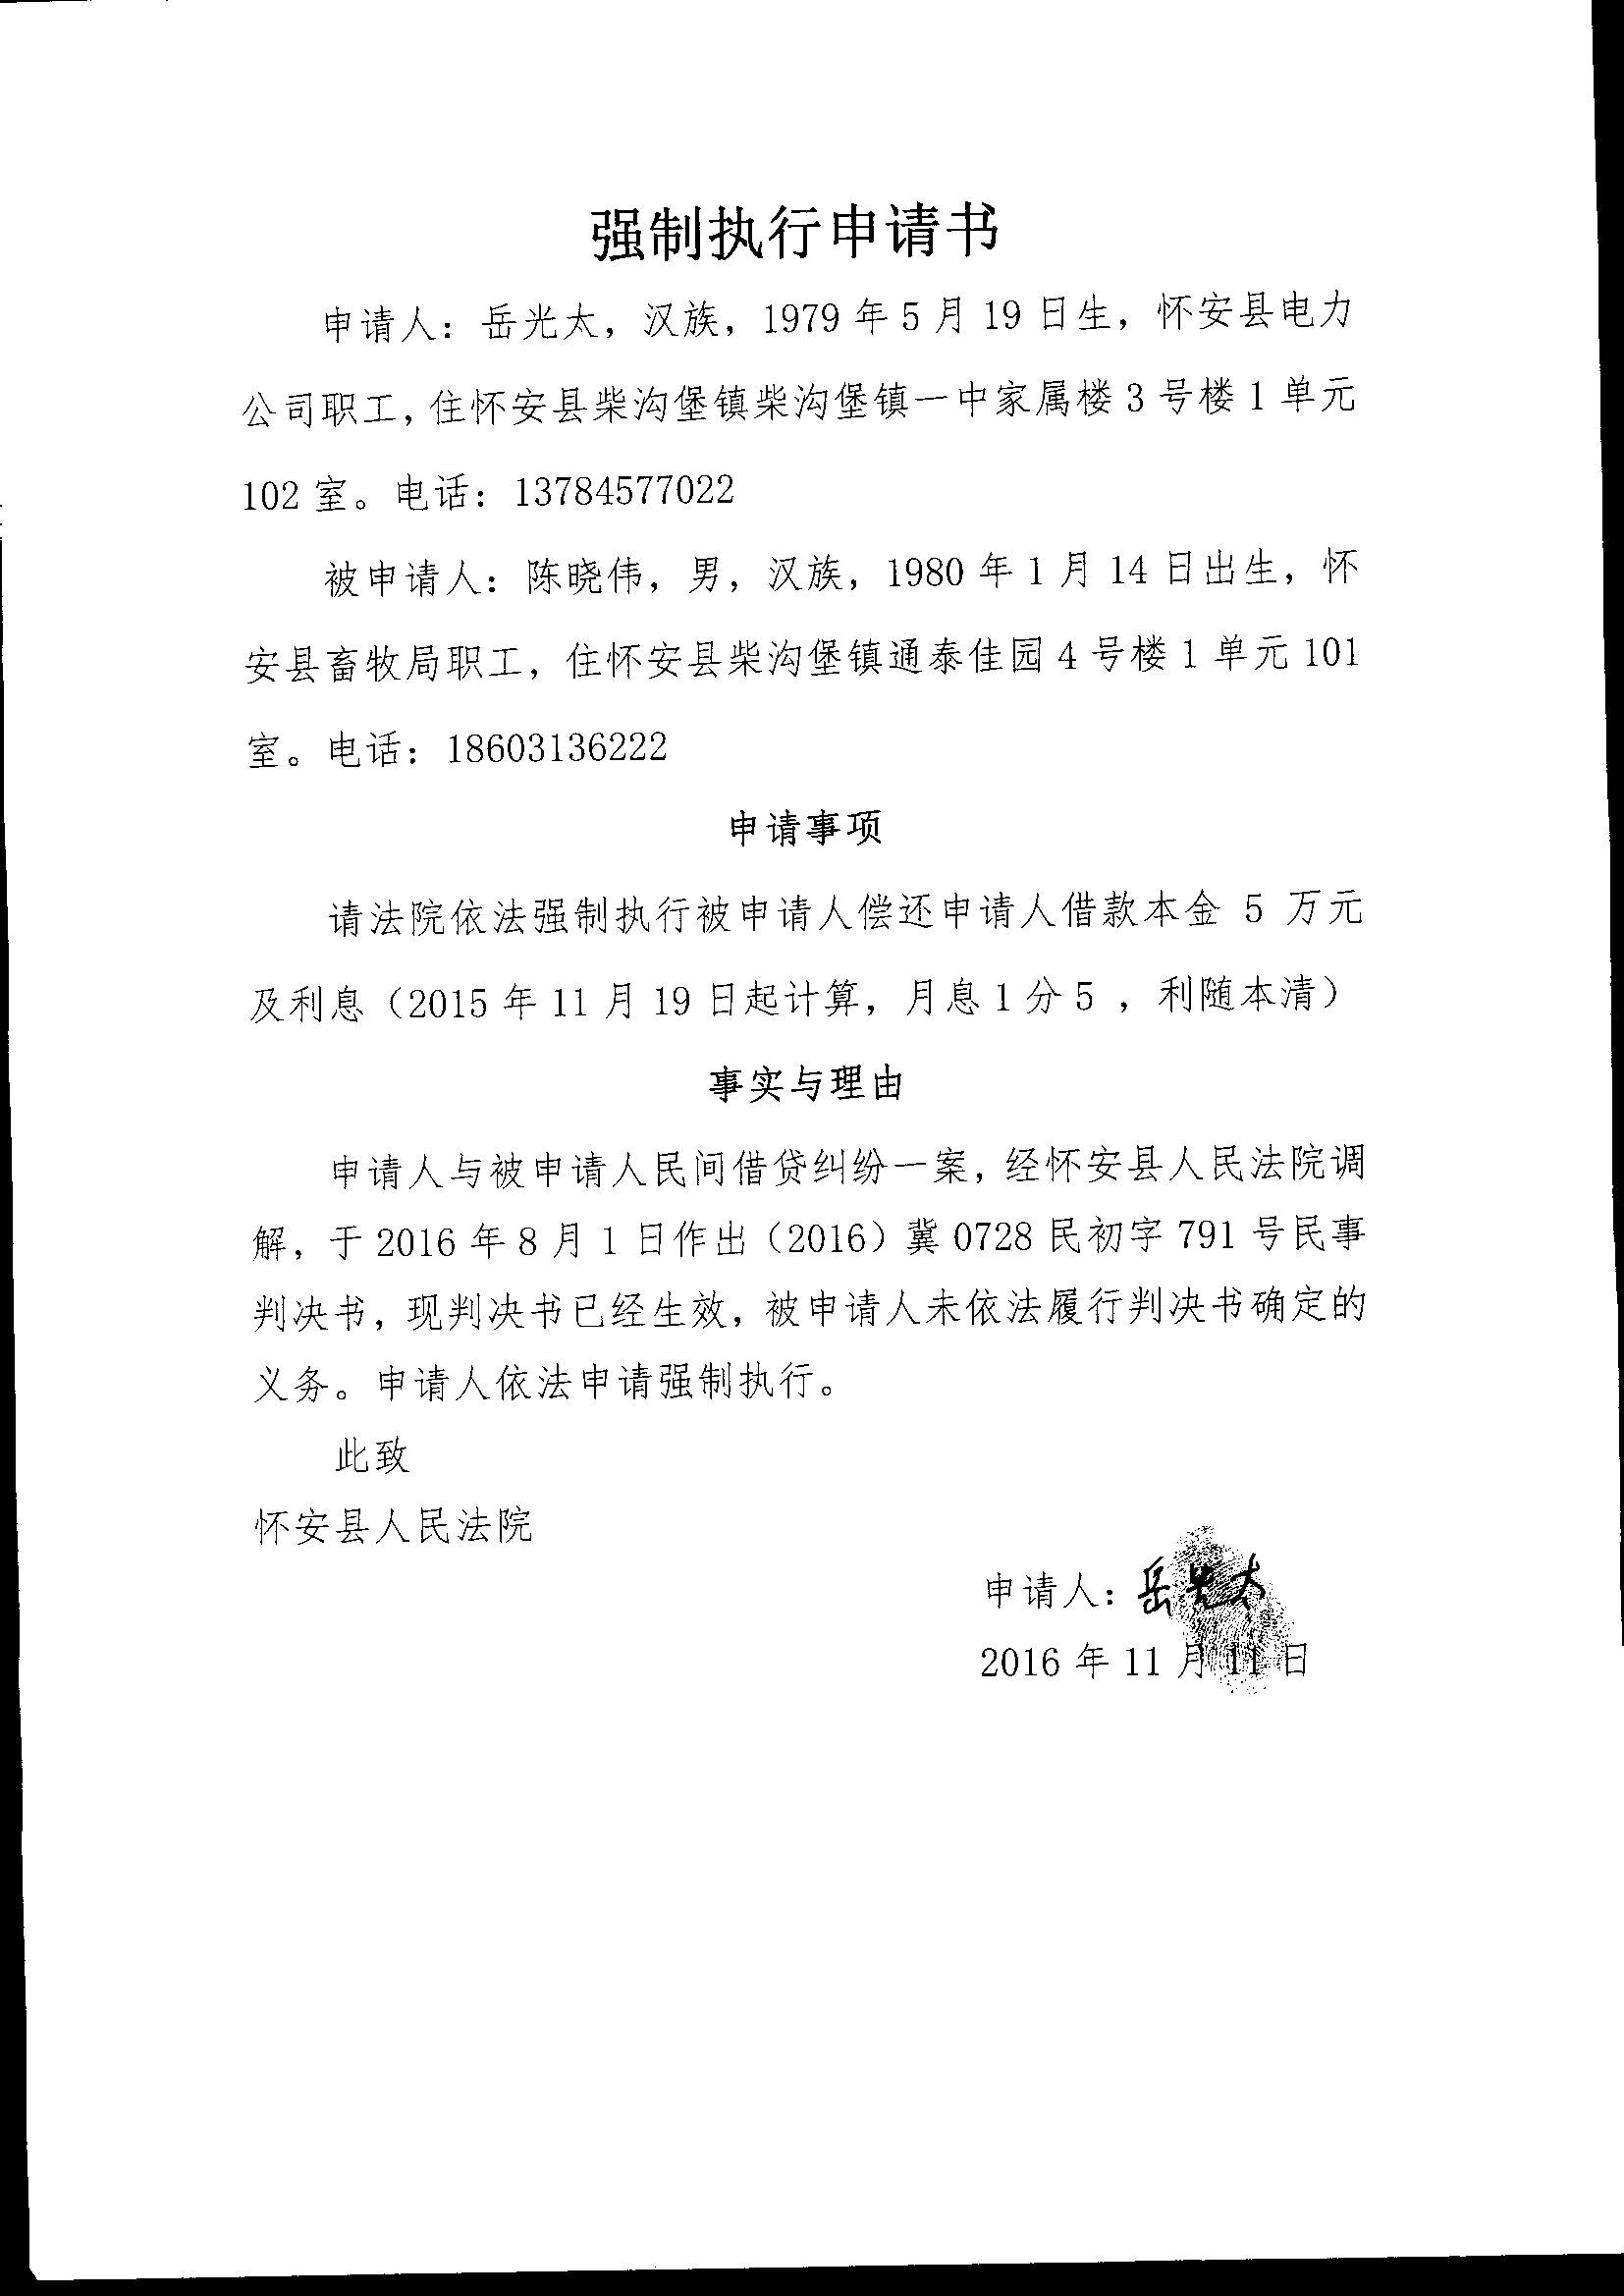 强制执行申请书
申请人：岳光太，汉族，1979年5月19日生，怀安县电力
公司职工，住怀安县柴沟堡镇柴沟堡镇一中家属楼3号楼1单元
102室。电话：13784577022
被申请人：陈晓伟，男，汉族，1980年1月14日出生，怀
安县畜牧局职工，住怀安县柴沟堡镇通泰佳园4号楼1单元101
室。电话：18603136222
申请事项
请法院依法强制执行被申请人偿还申请人借款本金 5 万元
及利息（2015年11月19日起计算，月息1分5 ，利随本清）
事实与理由
申请人与被申请人民间借贷纠纷一案，经怀安县人民法院调
解，于2016年8月1日作出（2016）冀0728民初字791号民事
判决书，现判决书已经生效，被申请人未依法履行判决书确定的
义务。申请人依法申请强制执行。
此致
怀安县人民法院
申请人：岳光太
2016年11月11日